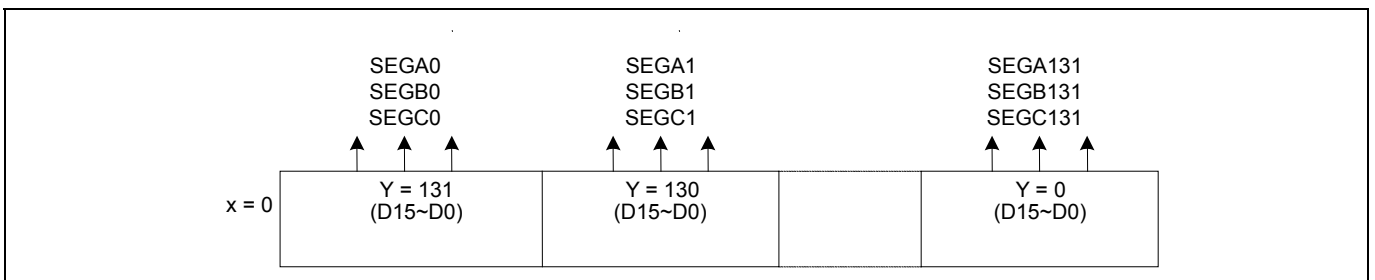 SEGA0
SEGB0
SEGC0
SEGA1
SEGB1
SEGC1
SEGA131
SEGB131
SEGC131
x = 0
Y = 131
(D15~D0)
Y = 130
(D15~D0)
Y = 0
(D15~D0)